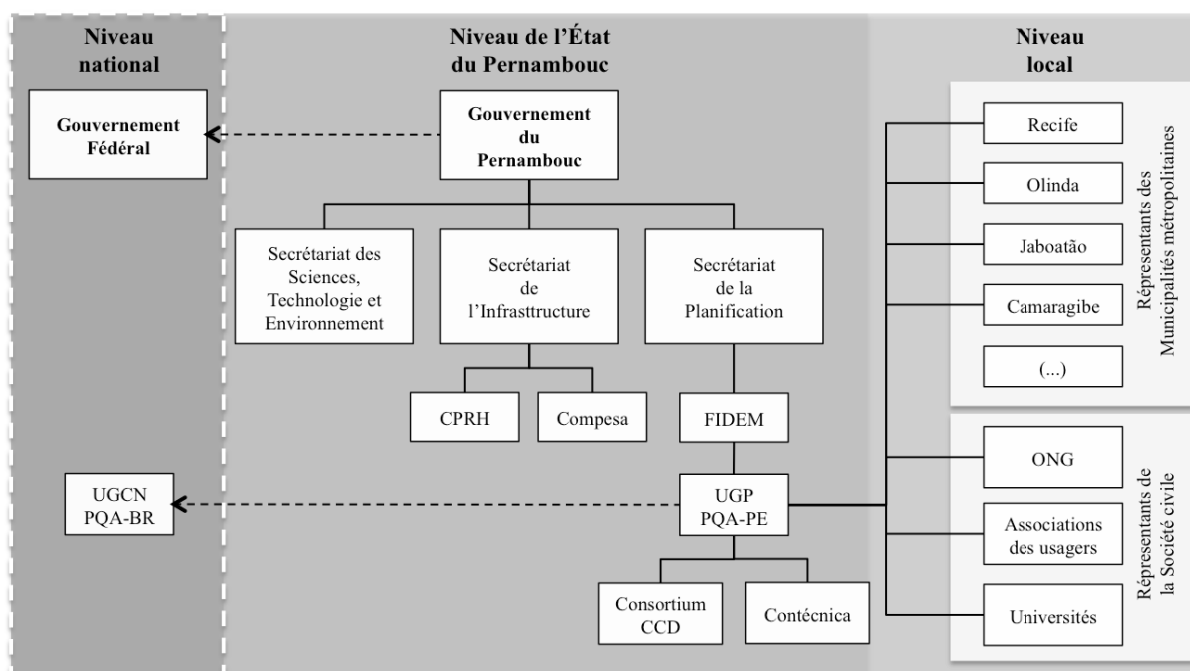 Niveau
national
Niveau de l’État
du Pernambouc
Niveau
local
Gouvernement
Fédéral
Gouvernement
du
Pernambouc
Secrétariat des
Sciences,
Technologie et
Environnement
Secrétariat
de
l’Infrasttructure
Secrétariat
de la
Planification
CPRH
Compesa
FIDEM
UGCN
PQA-BR
UGP
PQA-PE
Consortium
CCD
Contécnica
Recife
Olinda
Jaboatão
Camaragibe
(...)
Répresentants des
Municipalités métropolitaines
ONG
Associations
des usagers
Universités
Répresentants de
la Société civile